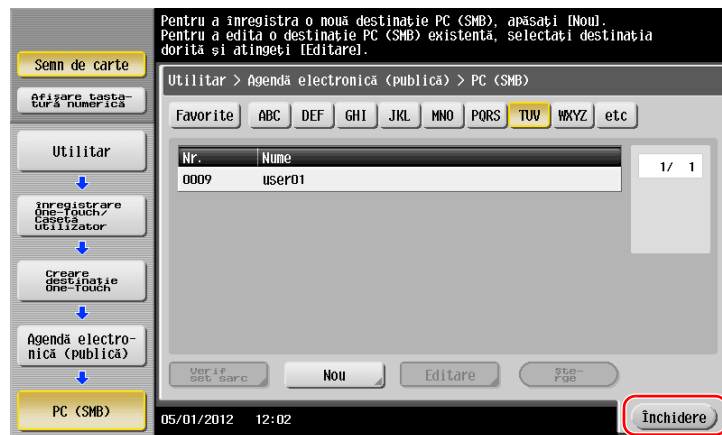 Pentru a înregistra o nouă destinaţie PC (SMB), apăsaţi [Nou].
Pentru a edita o destinaţie PC (SMB) existentă, selectati destinaţia
dorită şi atingeţi [Editare].
Semn de carte
Afişare tasta-
tură numerică
Utilitar
Înregistrare
One-Touch/
Casetă
utilizator
Creare
destinaţie
One-Touch
Agendă electro-
nică (publică)
PC (SMB)
Utilitar > Agendă electronică (publică) > PC (SMB)
Favorite ABC DEF GHI JKL MNO PQRS TUV WXYZ etc
Nr. Nume
0009 user01
1/ 1
Verif
set sarc
Nou
Editare
Şte-
rge
05/01/2012 12:02
Închidere